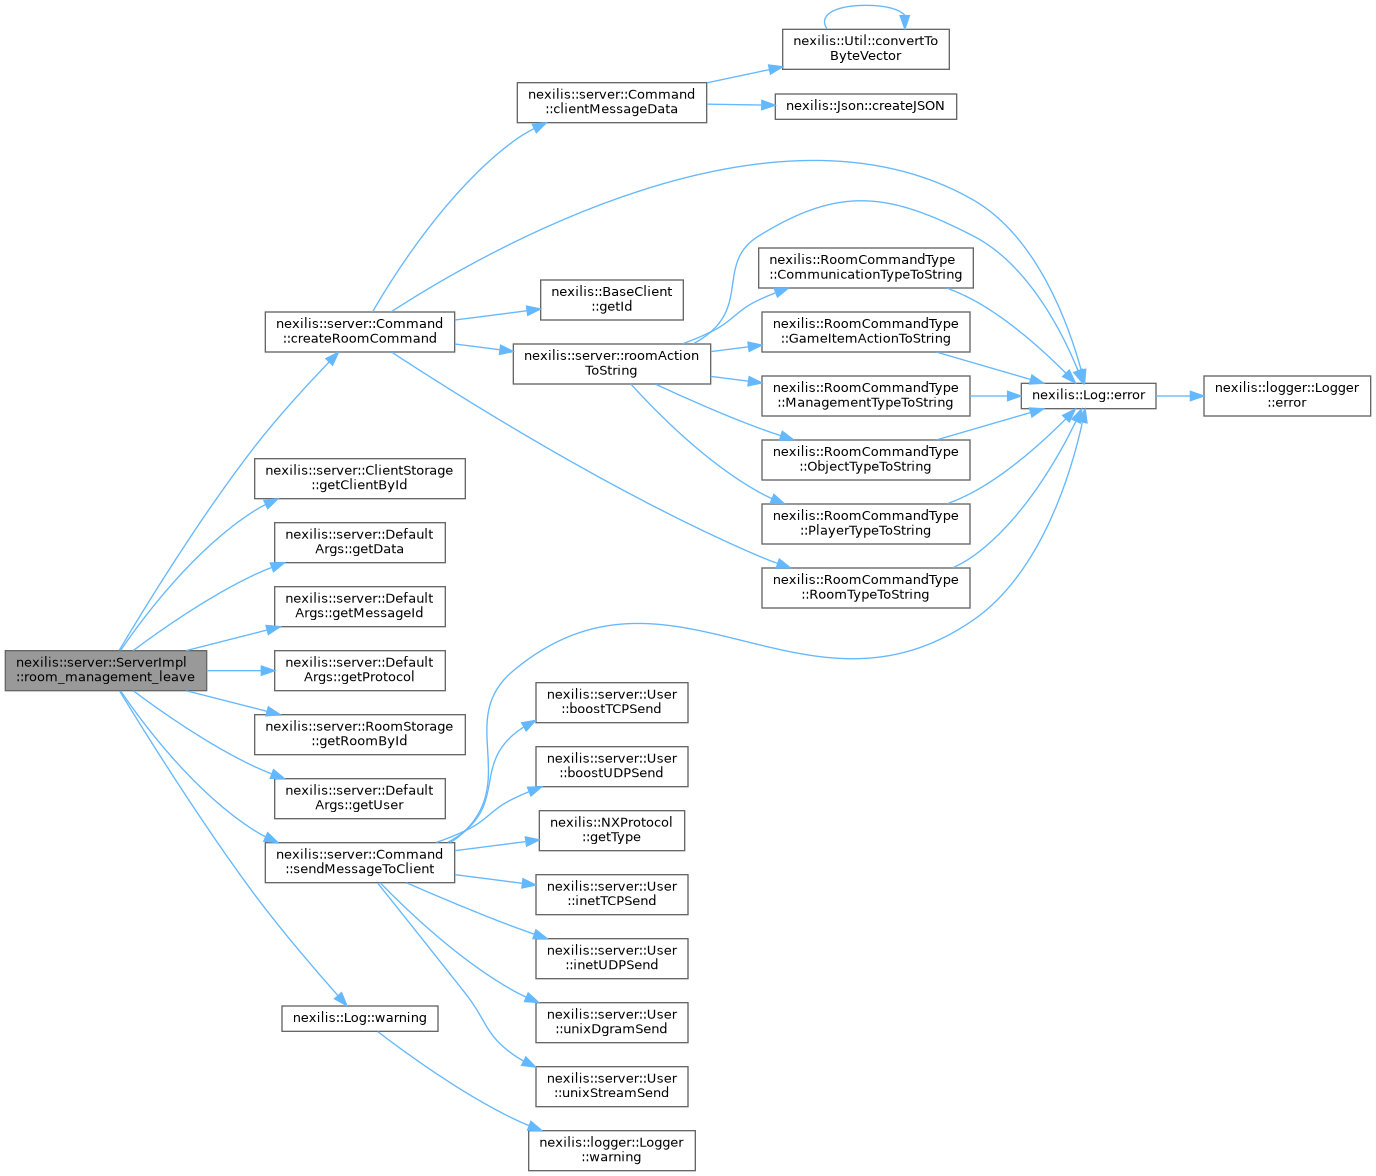 nexilis::server::ServerImpl
::room_management_leave
nexilis::server::Command
::createRoomCommand
nexilis::server::Command
::clientMessageData
nexilis::Util::convertTo
ByteVector
nexilis::Json::createJSON
nexilis::BaseClient
::getId
nexilis::server::roomAction
ToString
nexilis::RoomCommandType
::CommunicationTypeToString
nexilis::RoomCommandType
::GameItemActionToString
nexilis::RoomCommandType
::ManagementTypeToString
nexilis::RoomCommandType
::ObjectTypeToString
nexilis::RoomCommandType
::PlayerTypeToString
nexilis::RoomCommandType
::RoomTypeToString
nexilis::Log::error
nexilis::logger::Logger
::error
nexilis::server::ClientStorage
::getClientById
nexilis::server::Default
Args::getData
nexilis::server::Default
Args::getMessageId
nexilis::server::Default
Args::getProtocol
nexilis::server::RoomStorage
::getRoomById
nexilis::server::Default
Args::getUser
nexilis::server::Command
::sendMessageToClient
nexilis::server::User
::boostTCPSend
nexilis::server::User
::boostUDPSend
nexilis::NXProtocol
::getType
nexilis::server::User
::inetTCPSend
nexilis::server::User
::inetUDPSend
nexilis::server::User
::unixDgramSend
nexilis::server::User
::unixStreamSend
nexilis::Log::warning
nexilis::logger::Logger
::warning